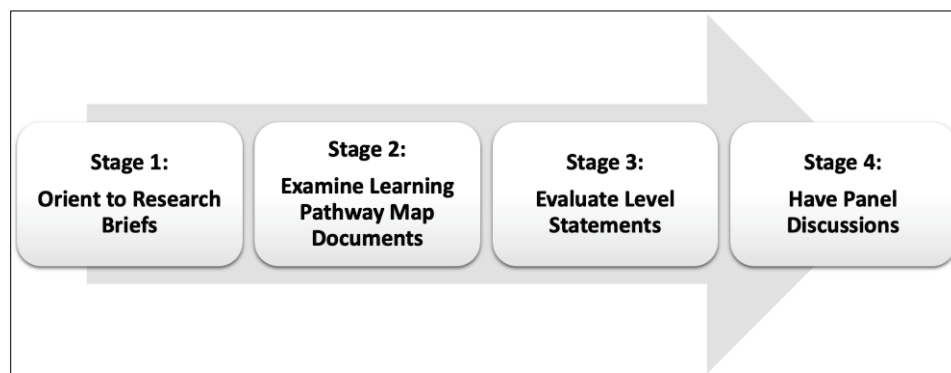 Stage 1:
Orient to Research
Briefs
Stage 2:
Examine Learning
Pathway Map
Documents
Stage 3:
Evaluate Level
Statements
Stage 4:
Have Panel
Discussions